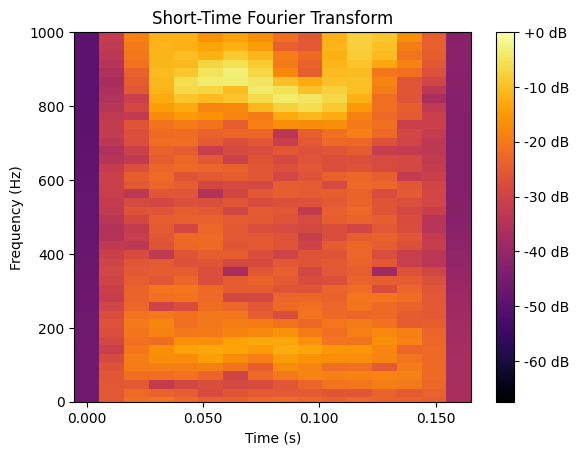 Short-Time Fourier Transform
1000
800
600
400
200
0
Frequency (Hz)
0.000
0.050
0.100
0.150
Time (s)
+0 dB
-10 dB
-20 dB
-30 dB
-40 dB
-50 dB
-60 dB